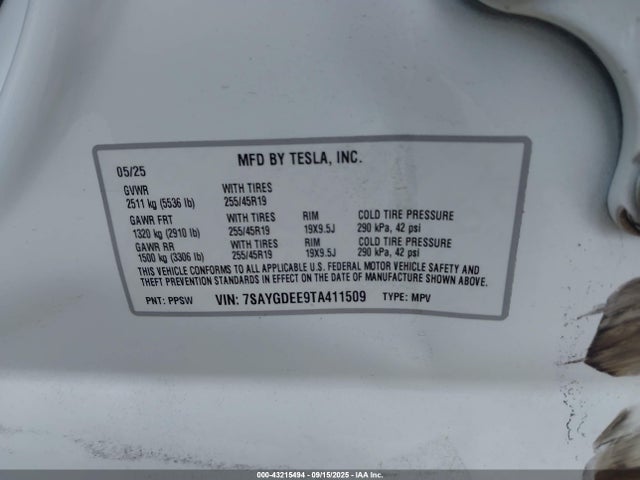 05/25 MFD BY TESLA, INC.
GVWR WITH TIRES
2511 kg (5536 lb) 255/45R19
GAWR FRT WITH TIRES RIM COLD TIRE PRESSURE
1320 kg (2910 lb) 255/45R19 19X9.5J 290 kPa, 42 psi
GAWR RR WITH TIRES RIM COLD TIRE PRESSURE
1500 kg (3306 lb) 255/45R19 19X9.5J 290 kPa, 42 psi
THIS VEHICLE CONFORMS TO ALL APPLICABLE U.S. FEDERAL MOTOR VEHICLE SAFETY AND
THEFT PREVENTION STANDARDS IN EFFECT ON THE DATE OF MANUFACTURE SHOWN ABOVE.
PNT: PPSW VIN: 7SAYGDEE9TA411509 TYPE: MPV
000-43215494 - 09/15/2025 - IAA Inc.